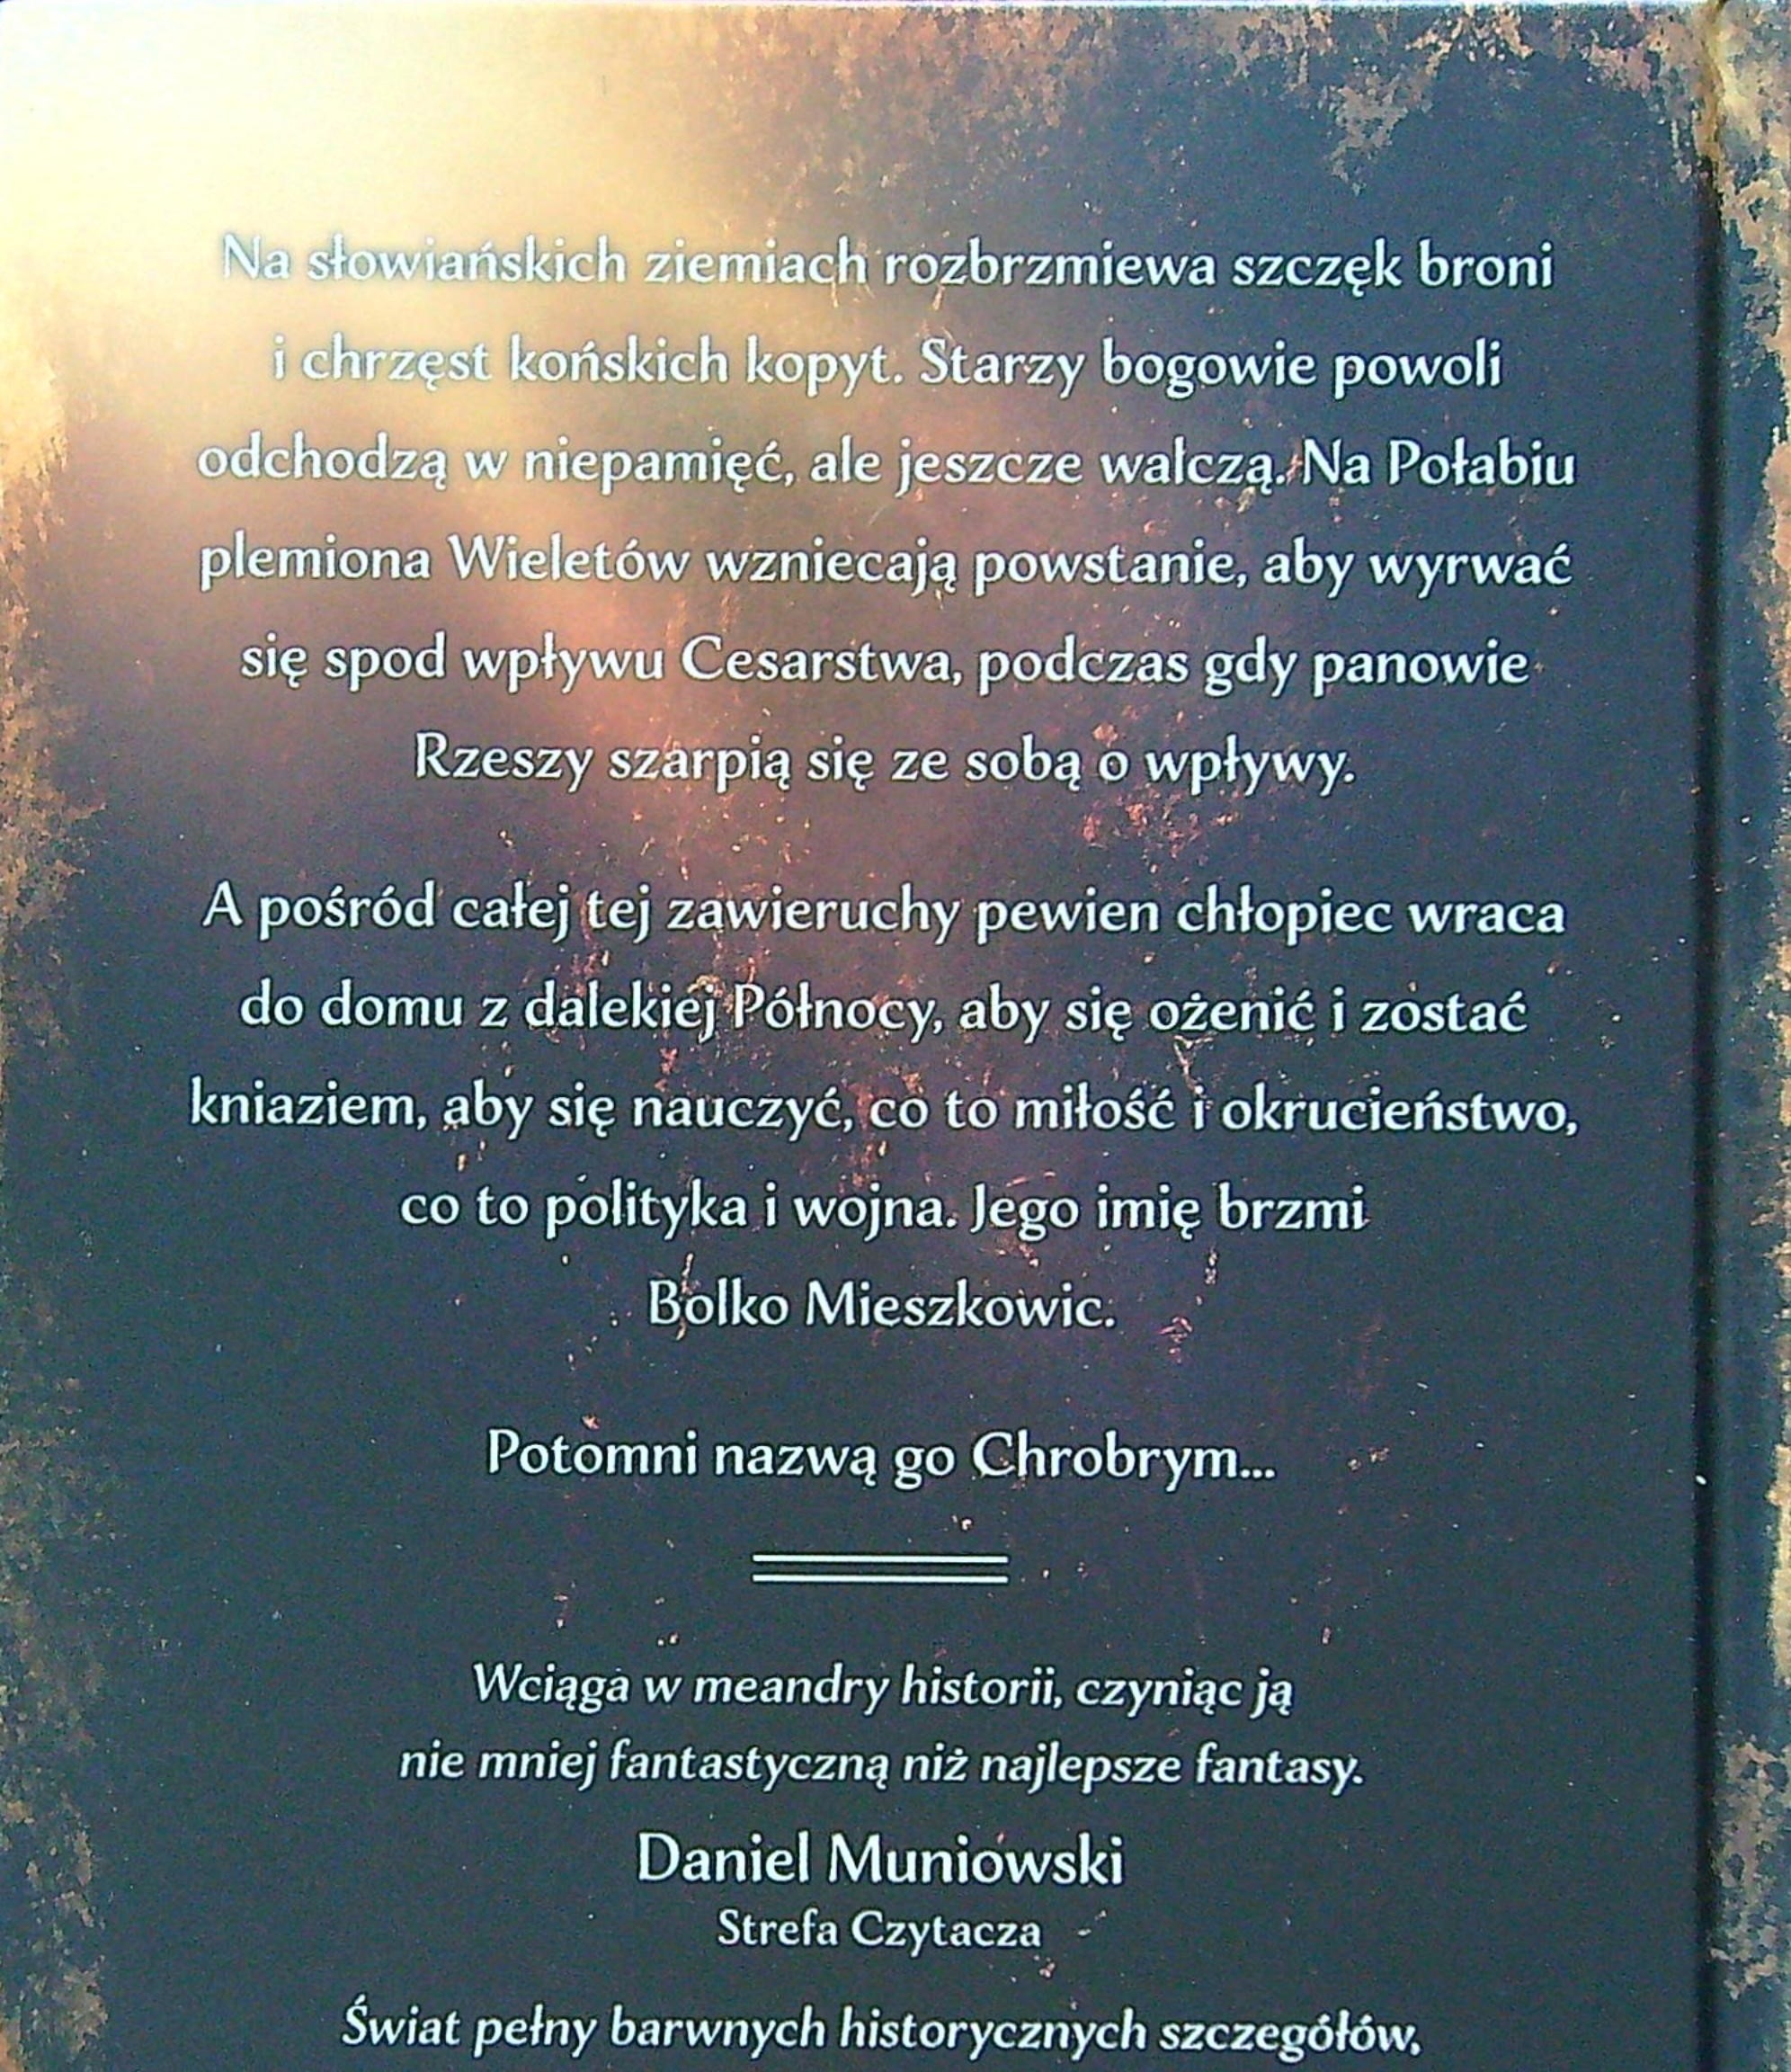 Na słowiańskich ziemiach rozbrzmiewa szczęk broni
i chrzęst końskich kopyt. Starzy bogowie powoli
odchodzą w niepamięć, ale jeszcze walczą. Na Połabiu
plemiona Wieletów wzniecają powstanie, aby wyrwać
się spod wpływu Cesarstwa, podczas gdy panowie
Rzeszy szarpią się ze sobą o wpływy.
A pośród całej tej zawieruchy pewien chłopiec wraca
do domu z dalekiej Północy, aby się ożenić i zostać
kniaziem, aby się nauczyć, co to miłość i okrucieństwo,
co to polityka i wojna. Jego imię brzmi
Bolko Mieszkowic.
Potomni nazwą go Chrobrym...
Wciąga w meandry historii, czyniąc ją
nie mniej fantastyczną niż najlepsze fantasy.
Daniel Muniowski
Strefa Czytacza
Świat pełny barwnych historycznych szczegółów,